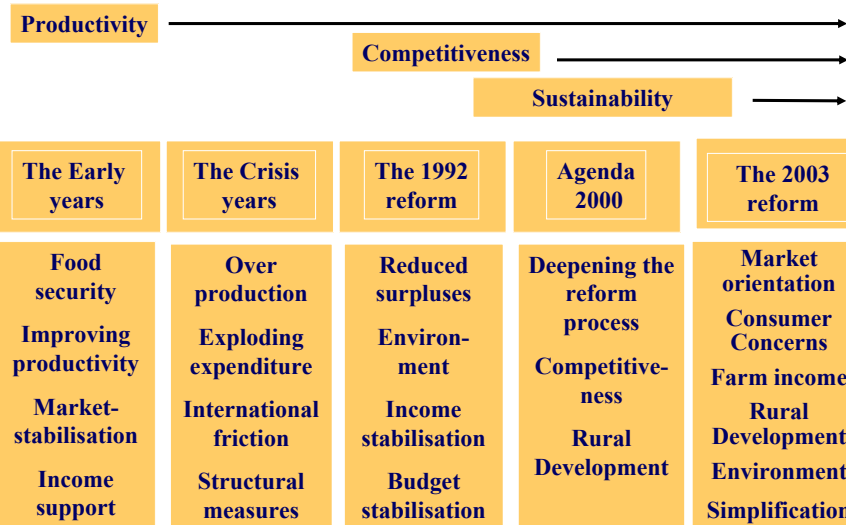 Productivity
Competitiveness
Sustainability
The Early
years
The Crisis
years
The 1992
reform
Agenda
2000
The 2003
reform
Food
security
Improving
productivity
Market-
stabilisation
Income
support
Over
production
Exploding
expenditure
International
friction
Structural
measures
Reduced
surpluses
Environ-
ment
Income
stabilisation
Budget
stabilisation
Deepening the
reform
process
Competitive-
ness
Rural
Development
Market
orientation
Consumer
Concerns
Farm income
Rural
Development
Environment
Simplification